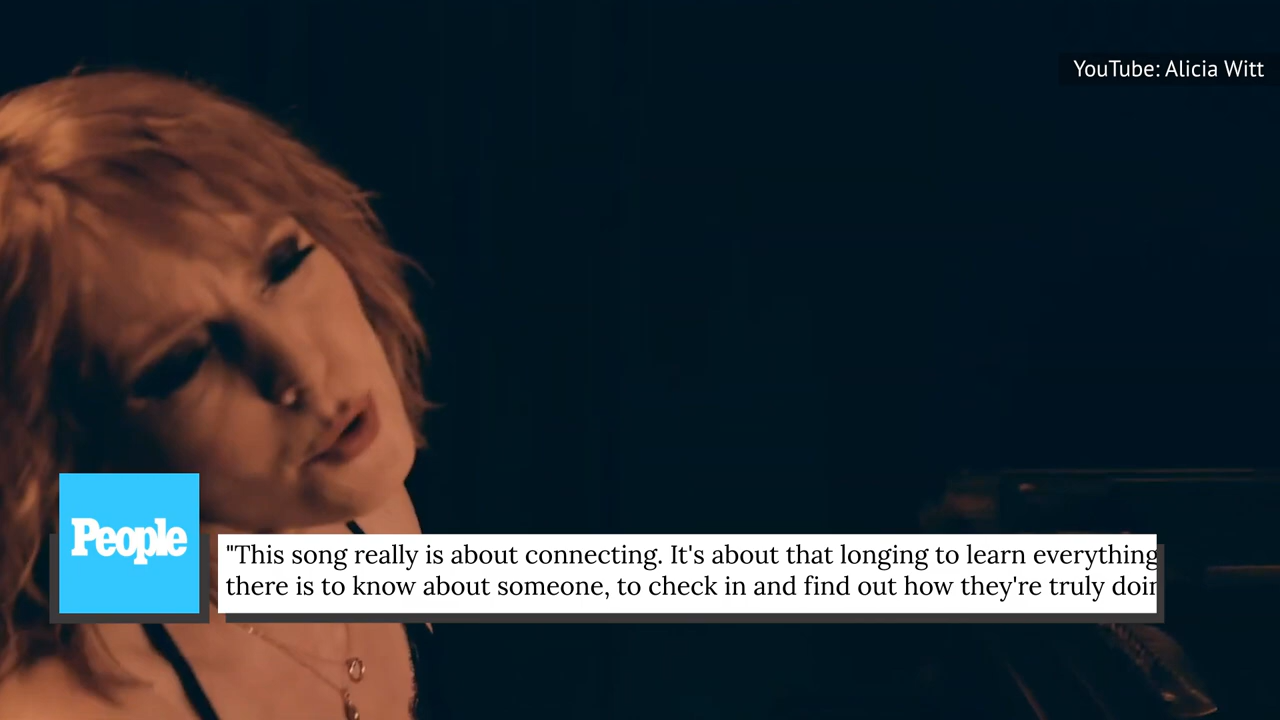 YouTube: Alicia Witt
People
"This song really is about connecting. It's about that longing to learn everything
there is to know about someone, to check in and find out how they're truly